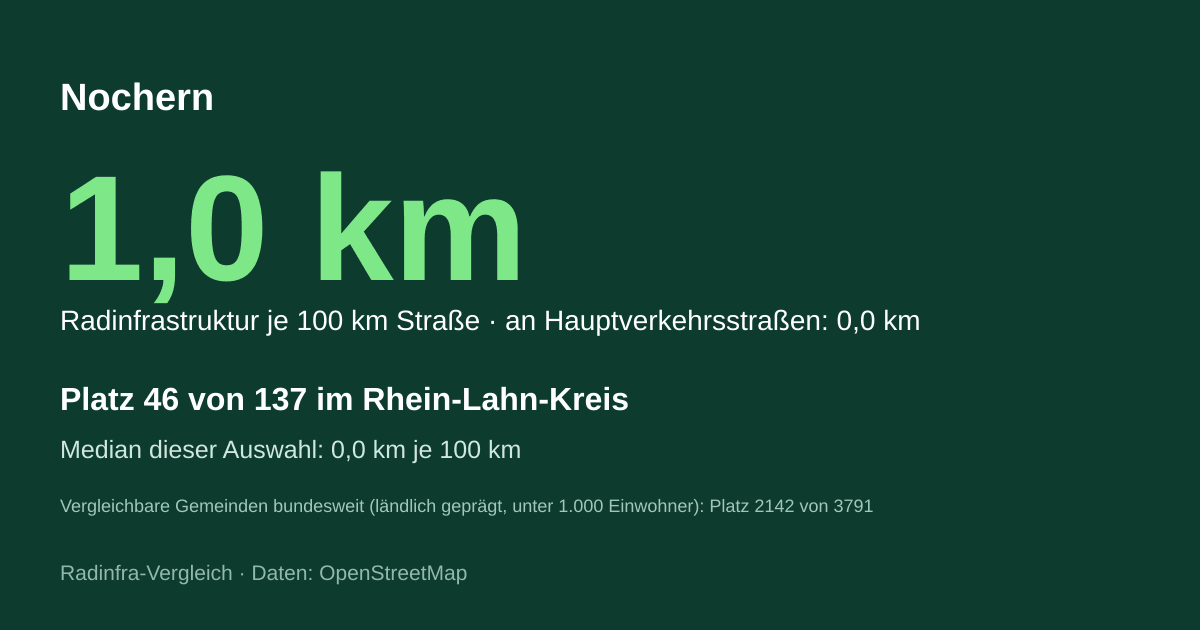 Nochern
1,0 km
Radinfrastruktur je 100 km Straße · an Hauptverkehrsstraßen: 0,0 km
Platz 46 von 137 im Rhein-Lahn-Kreis
Median dieser Auswahl: 0,0 km je 100 km
Vergleichbare Gemeinden bundesweit (ländlich geprägt, unter 1.000 Einwohner): Platz 2142 von 3791
Radinfra-Vergleich · Daten: OpenStreetMap